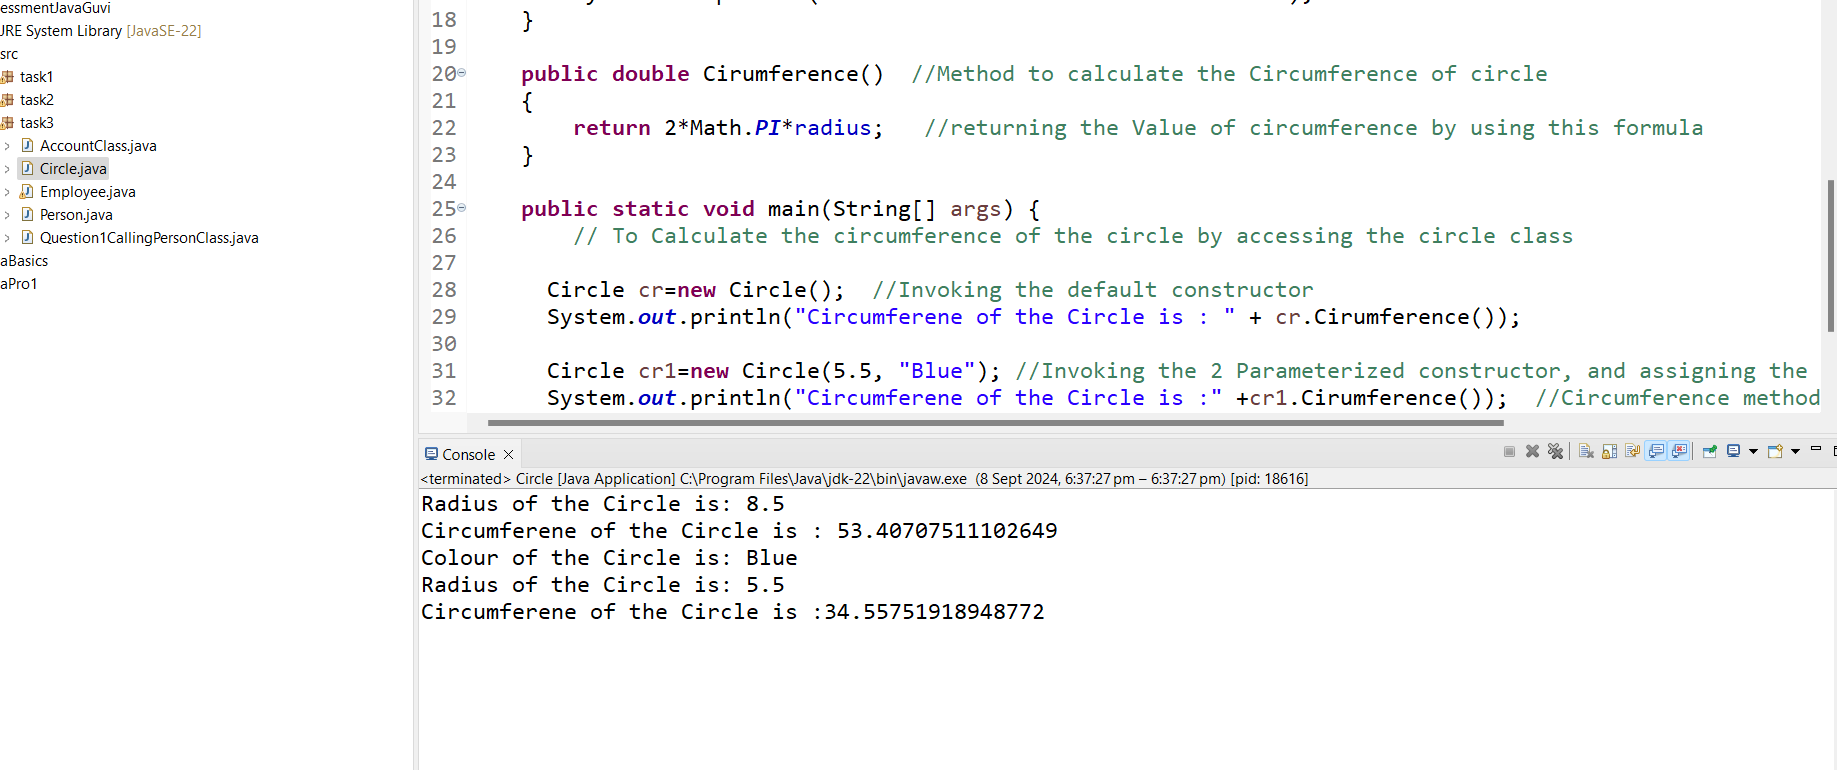 essmentJavaGuvi
JRE System Library [JavaSE-22]
src
task1
task2
task3
AccountClass.java
Circle.java
Employee.java
Person.java
Question1CallingPersonClass.java
aBasics
aPro1
18 }
19
20 public double Cirumference() //Method to calculate the Circumference of circle
21 {
22 return 2*Math.PI*radius; //returning the Value of circumference by using this formula
23 }
24
25 public static void main(String[] args) {
26 // To Calculate the circumference of the circle by accessing the circle class
27
28 Circle cr=new Circle(); //Invoking the default constructor
29 System.out.println("Circumferene of the Circle is : " + cr.Cirumference());
30
31 Circle cr1=new Circle(5.5, "Blue"); //Invoking the 2 Parameterized constructor, and assigning the
32 System.out.println("Circumferene of the Circle is :" +cr1.Cirumference()); //Circumference method
Console
<terminated> Circle [Java Application] C:\Program Files\Java\jdk-22\bin\javaw.exe (8 Sept 2024, 6:37:27 pm – 6:37:27 pm) [pid: 18616]
Radius of the Circle is: 8.5
Circumferene of the Circle is : 53.40707511102649
Colour of the Circle is: Blue
Radius of the Circle is: 5.5
Circumferene of the Circle is :34.55751918948772